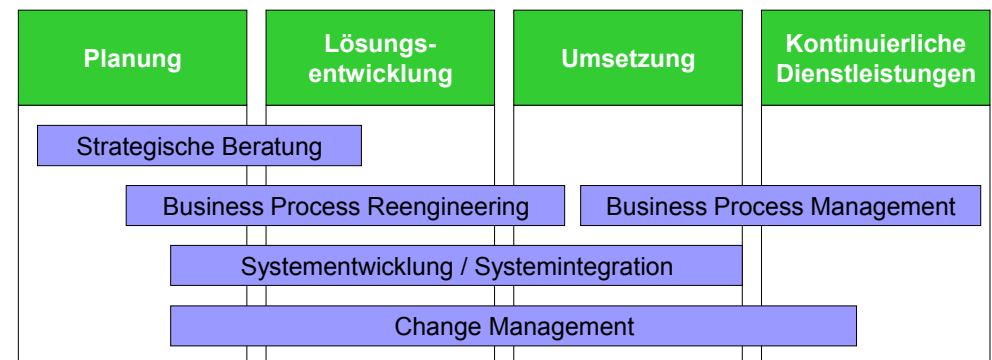 Planung
Lösungs-
entwicklung
Umsetzung
Kontinuierliche
Dienstleistungen
Strategische Beratung
Business Process Reengineering
Business Process Management
Systementwicklung / Systemintegration
Change Management